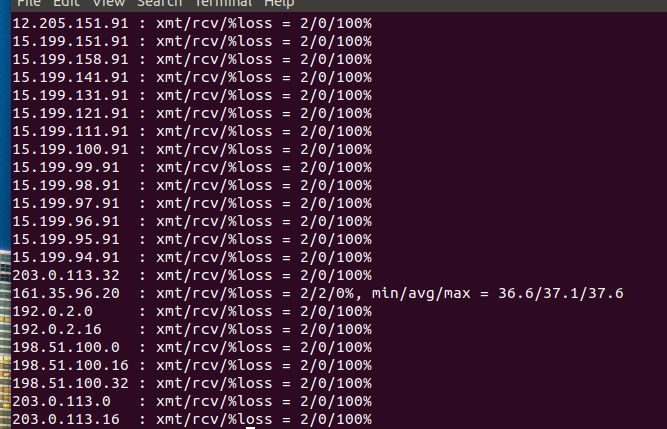 File Edit View Search Terminal Help
12.205.151.91 : xmt/rcv/%loss = 2/0/100%
15.199.151.91 : xmt/rcv/%loss = 2/0/100%
15.199.158.91 : xmt/rcv/%loss = 2/0/100%
15.199.141.91 : xmt/rcv/%loss = 2/0/100%
15.199.131.91 : xmt/rcv/%loss = 2/0/100%
15.199.121.91 : xmt/rcv/%loss = 2/0/100%
15.199.111.91 : xmt/rcv/%loss = 2/0/100%
15.199.100.91 : xmt/rcv/%loss = 2/0/100%
15.199.99.91 : xmt/rcv/%loss = 2/0/100%
15.199.98.91 : xmt/rcv/%loss = 2/0/100%
15.199.97.91 : xmt/rcv/%loss = 2/0/100%
15.199.96.91 : xmt/rcv/%loss = 2/0/100%
15.199.95.91 : xmt/rcv/%loss = 2/0/100%
15.199.94.91 : xmt/rcv/%loss = 2/0/100%
203.0.113.32 : xmt/rcv/%loss = 2/0/100%
161.35.96.20 : xmt/rcv/%loss = 2/2/0%, min/avg/max = 36.6/37.1/37.6
192.0.2.0 : xmt/rcv/%loss = 2/0/100%
192.0.2.16 : xmt/rcv/%loss = 2/0/100%
198.51.100.0 : xmt/rcv/%loss = 2/0/100%
198.51.100.16 : xmt/rcv/%loss = 2/0/100%
198.51.100.32 : xmt/rcv/%loss = 2/0/100%
203.0.113.0 : xmt/rcv/%loss = 2/0/100%
203.0.113.16 : xmt/rcv/%loss = 2/0/100%